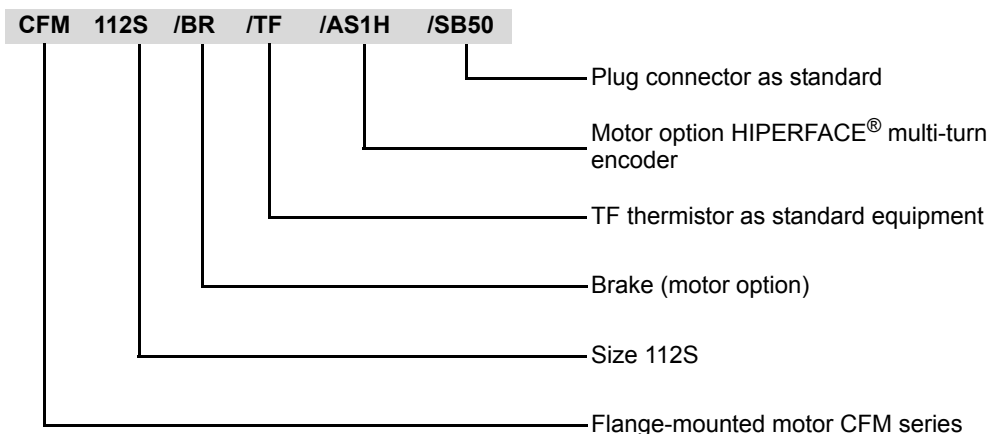 CFM 112S /BR /TF /AS1H /SB50
Plug connector as standard
Motor option HIPERFACE® multi-turn
encoder
TF thermistor as standard equipment
Brake (motor option)
Size 112S
Flange-mounted motor CFM series